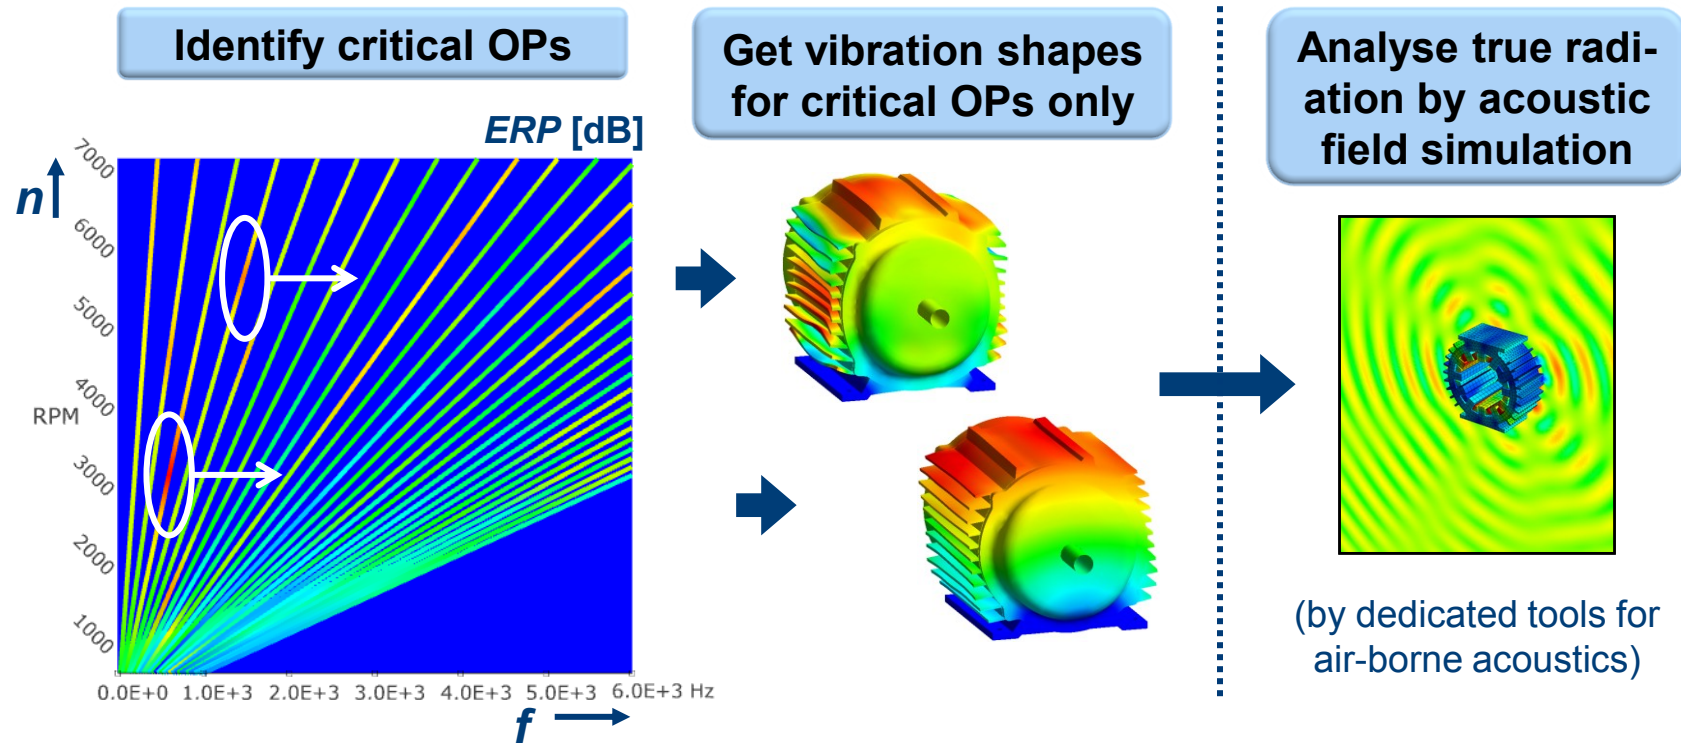 Identify critical OPs
Get vibration shapes
for critical OPs only
Analyse true radi-
ation by acoustic
field simulation
ERP [dB]
n
7000
6000
5000
4000
RPM
3000
2000
1000
0.0E+0 1.0E+3 2.0E+3 3.0E+3 4.0E+3 5.0E+3 6.0E+3 Hz
f
(by dedicated tools for
air-borne acoustics)